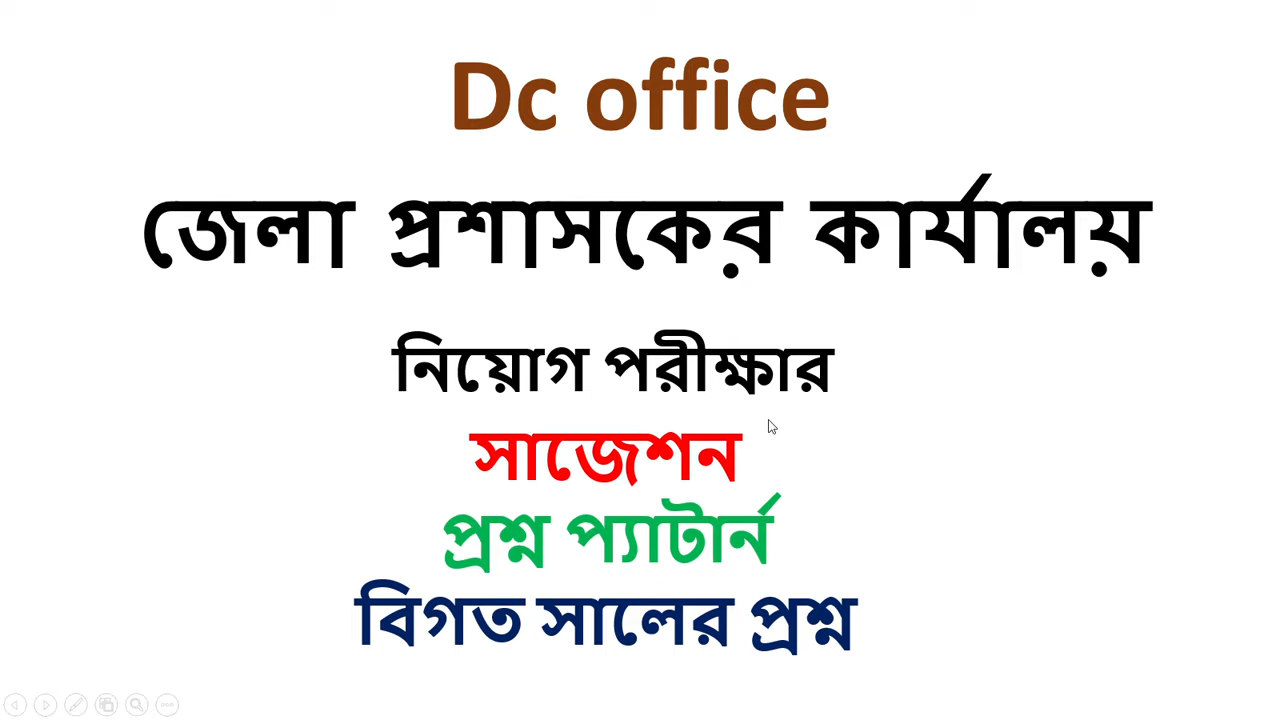 Dc office
জেলা প্রশাসকের কার্যালয়
নিয়োগ পরীক্ষার
সাজেশন
প্রশ্ন প্যাটার্ন
বিগত সালের প্রশ্ন